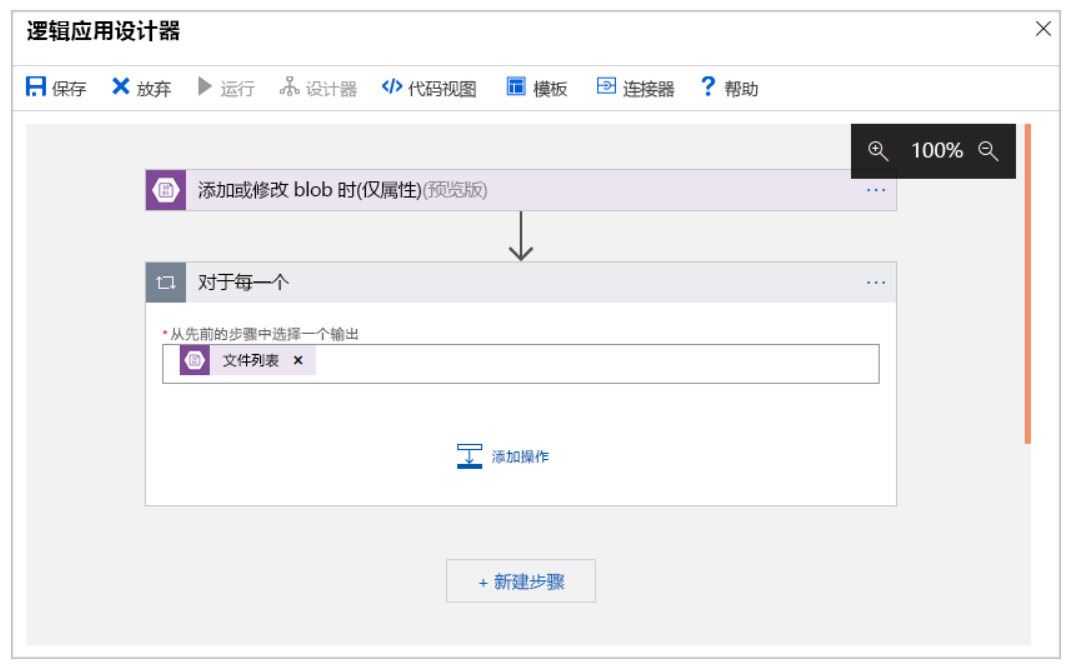 逻辑应用设计器
保存 放弃 运行 设计器 </> 代码视图 模板 连接器 ? 帮助
100%
添加或修改 blob 时(仅属性)(预览版) ...
对于每一个 ...
*从先前的步骤中选择一个输出
文件列表 ×
添加操作
+ 新建步骤